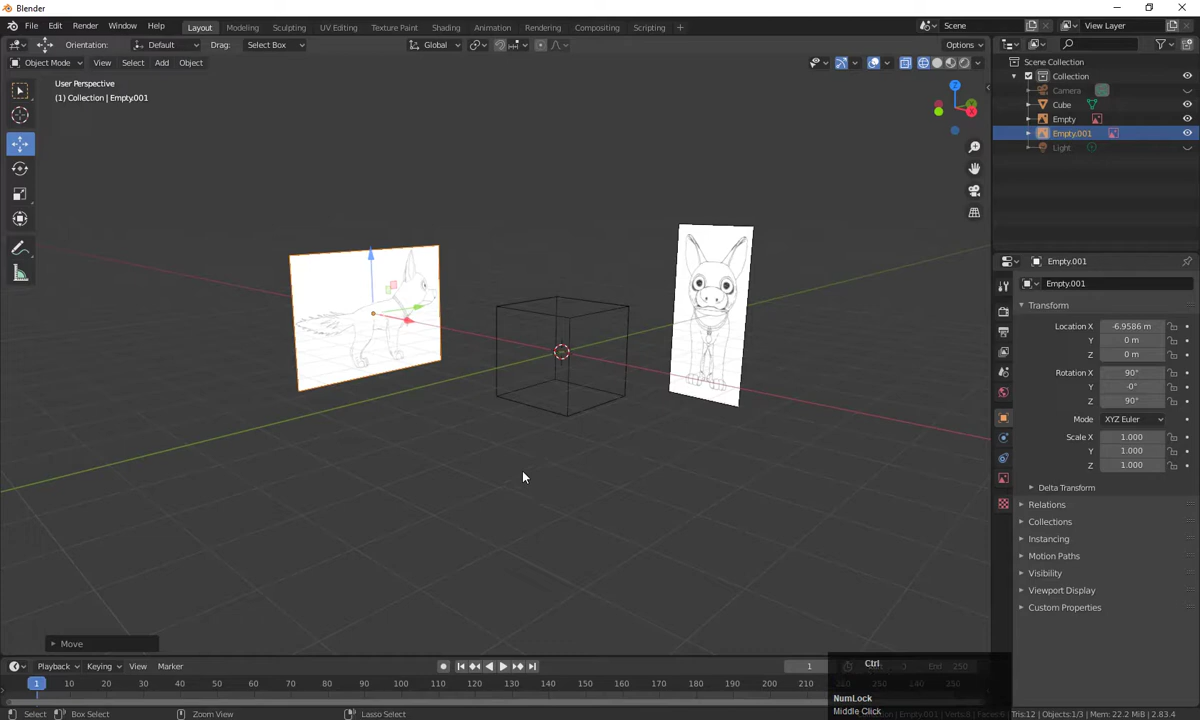 Blender
File Edit Render Window Help Layout Modeling Sculpting UV Editing Texture Paint Shading Animation Rendering Compositing Scripting Scene View Layer
Orientation: Default Drag: Select Box Global Options
Object Mode View Select Add Object
User Perspective
(1) Collection | Empty.001
Scene Collection
Collection
Camera
Cube
Empty
Empty.001
Light
Empty.001
Empty.001
Transform
Location X -6.9586 m
Y 0 m
Z 0 m
Rotation X 90°
Y -0°
Z 90°
Mode XYZ Euler
Scale X 1.000
Y 1.000
Z 1.000
Delta Transform
Relations
Collections
Instancing
Motion Paths
Visibility
Viewport Display
Custom Properties
Move
Playback Keying View Marker 1 End 250
Ctrl
1 10 20 30 40 50 60 70 80 90 100 110 120 130 140 150 160 170 180 190 200 210 220 230 240 250
NumLock
Middle Click
Select Box Select Zoom View Lasso Select
Tris:12 | Objects:1/3 | Mem: 22.2 MiB | 2.83.4